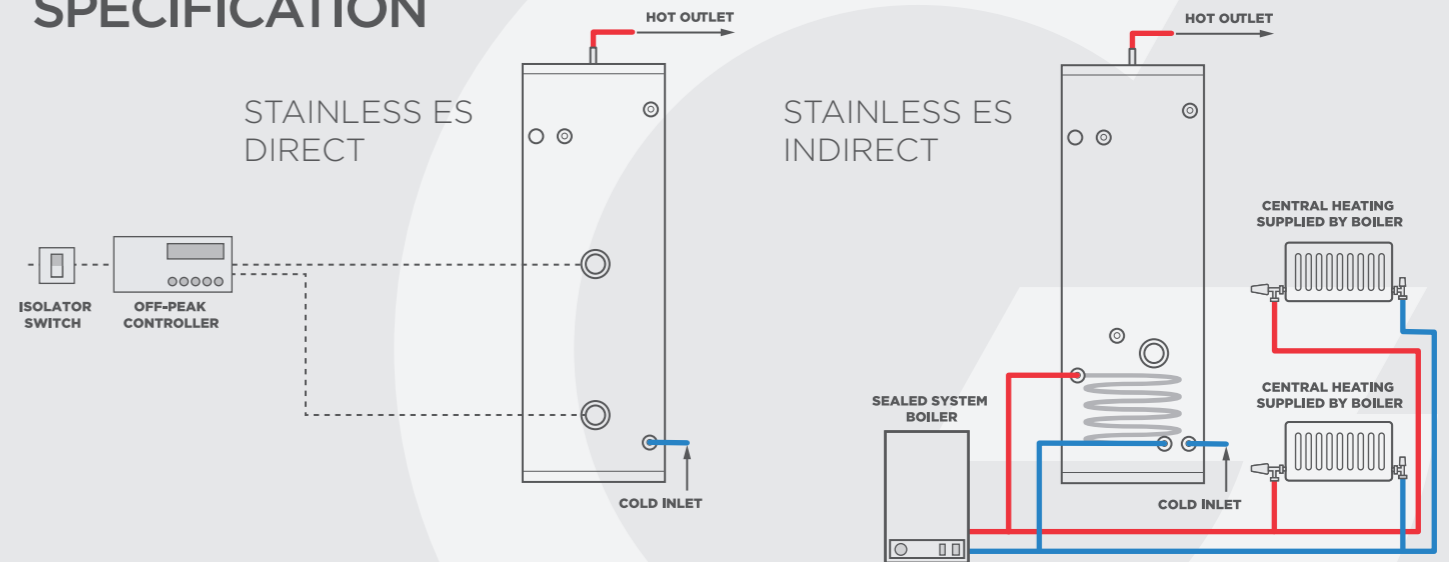 SPECIFICATION
HOT OUTLET
STAINLESS ES
DIRECT
ISOLATOR
SWITCH
OFF-PEAK
CONTROLLER
COLD INLET
HOT OUTLET
STAINLESS ES
INDIRECT
CENTRAL HEATING
SUPPLIED BY BOILER
CENTRAL HEATING
SUPPLIED BY BOILER
SEALED SYSTEM
BOILER
COLD INLET